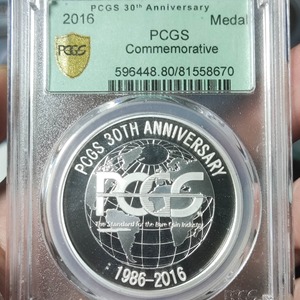 PCGS 30th Anniversary
2016 Medal
PCGS
PCGS
Commemorative
596448.80/81558670
PCGS 30TH ANNIVERSARY
PCGS
The Standard for the Rare Coin Industry
1986-2016
PCGS